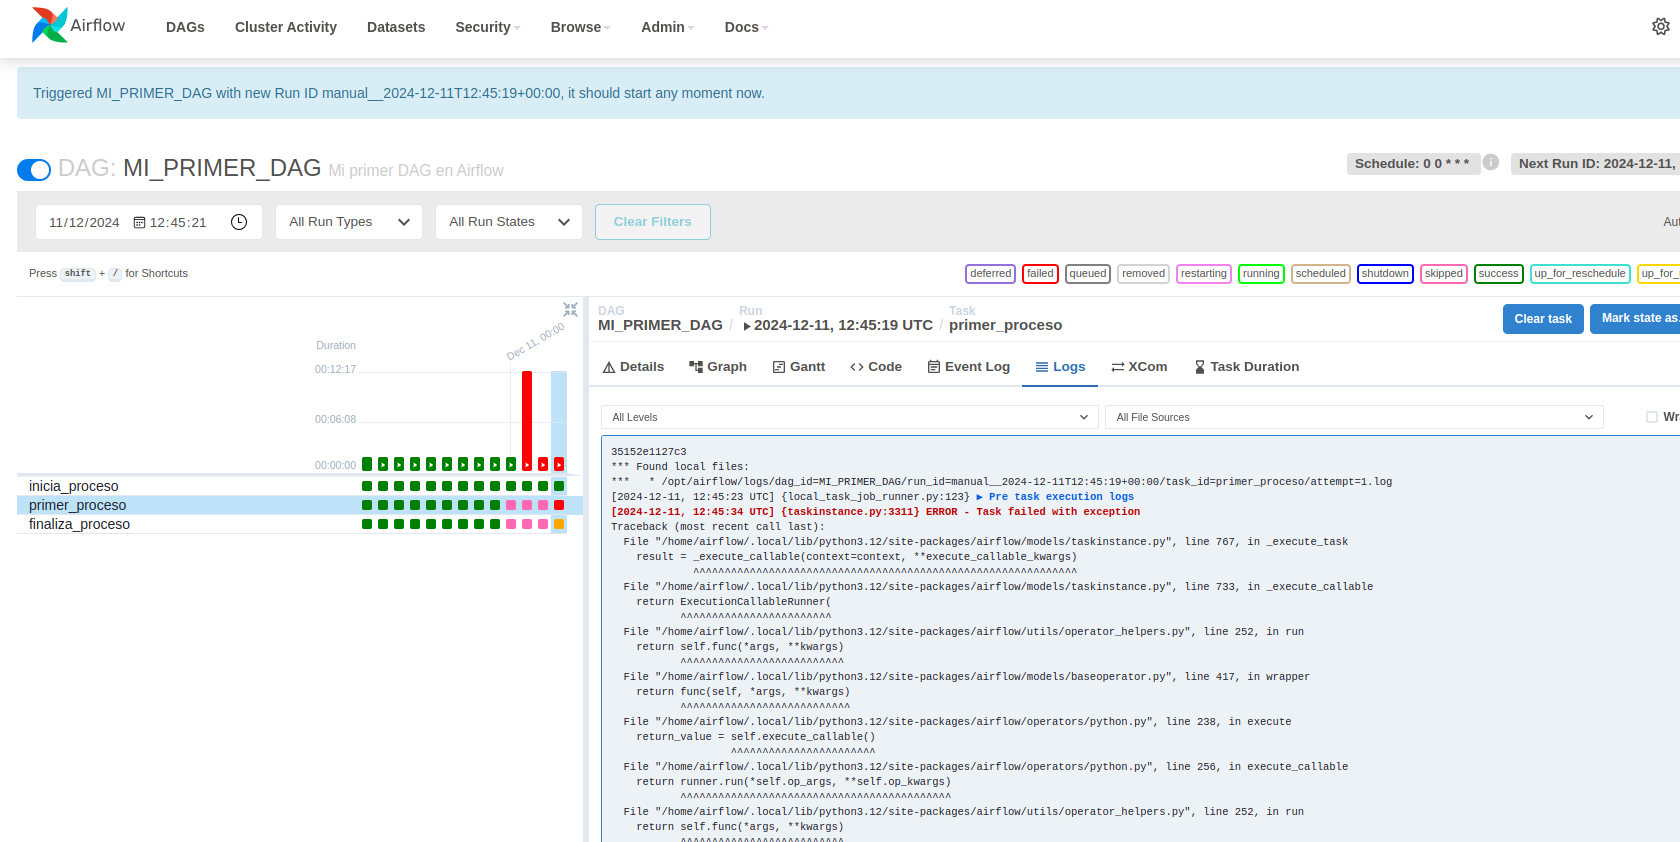 Airflow DAGs Cluster Activity Datasets Security Browse Admin Docs
Triggered MI_PRIMER_DAG with new Run ID manual__2024-12-11T12:45:19+00:00, it should start any moment now.
DAG: MI_PRIMER_DAG Mi primer DAG en Airflow
Schedule: 0 0 * * * Next Run ID: 2024-12-11,
11/12/2024 12:45:21 All Run Types All Run States Clear Filters
Press shift + / for Shortcuts
deferred failed queued removed restarting running scheduled shutdown skipped success up_for_reschedule
Dec 11, 00:00
Duration
00:12:17
00:06:08
00:00:00
inicia_proceso
primer_proceso
finaliza_proceso
DAG Run Task
MI_PRIMER_DAG / 2024-12-11, 12:45:19 UTC / primer_proceso
Clear task Mark state as
Details Graph Gantt Code Event Log Logs XCom Task Duration
All Levels All File Sources
35152e1127c3
*** Found local files:
***   * /opt/airflow/logs/dag_id=MI_PRIMER_DAG/run_id=manual__2024-12-11T12:45:19+00:00/task_id=primer_proceso/attempt=1.log
[2024-12-11, 12:45:23 UTC] {local_task_job_runner.py:123} ▶ Pre task execution logs
[2024-12-11, 12:45:34 UTC] {taskinstance.py:3311} ERROR - Task failed with exception
Traceback (most recent call last):
  File "/home/airflow/.local/lib/python3.12/site-packages/airflow/models/taskinstance.py", line 767, in _execute_task
    result = _execute_callable(context=context, **execute_callable_kwargs)
             ^^^^^^^^^^^^^^^^^^^^^^^^^^^^^^^^^^^^^^^^^^^^^^^^^^^^^^^^^^^^^
  File "/home/airflow/.local/lib/python3.12/site-packages/airflow/models/taskinstance.py", line 733, in _execute_callable
    return ExecutionCallableRunner(
           ^^^^^^^^^^^^^^^^^^^^^^^^
  File "/home/airflow/.local/lib/python3.12/site-packages/airflow/utils/operator_helpers.py", line 252, in run
    return self.func(*args, **kwargs)
           ^^^^^^^^^^^^^^^^^^^^^^^^^^
  File "/home/airflow/.local/lib/python3.12/site-packages/airflow/models/baseoperator.py", line 417, in wrapper
    return func(self, *args, **kwargs)
           ^^^^^^^^^^^^^^^^^^^^^^^^^^^
  File "/home/airflow/.local/lib/python3.12/site-packages/airflow/operators/python.py", line 238, in execute
    return_value = self.execute_callable()
                   ^^^^^^^^^^^^^^^^^^^^^^^
  File "/home/airflow/.local/lib/python3.12/site-packages/airflow/operators/python.py", line 256, in execute_callable
    return runner.run(*self.op_args, **self.op_kwargs)
           ^^^^^^^^^^^^^^^^^^^^^^^^^^^^^^^^^^^^^^^^^^^
  File "/home/airflow/.local/lib/python3.12/site-packages/airflow/utils/operator_helpers.py", line 252, in run
    return self.func(*args, **kwargs)
           ^^^^^^^^^^^^^^^^^^^^^^^^^^